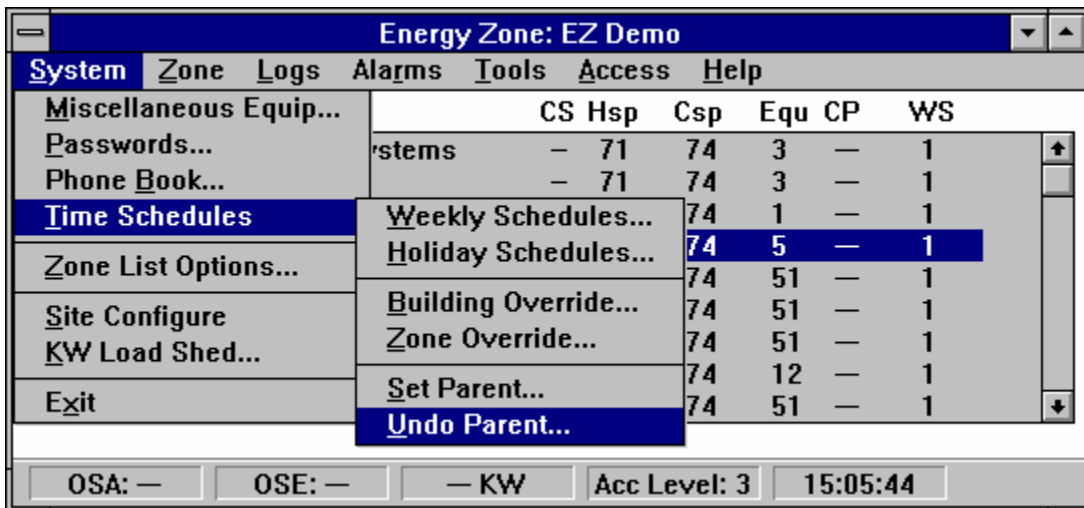 Energy Zone: EZ Demo
System Zone Logs Alarms Tools Access Help
Miscellaneous Equip...
Passwords...
Phone Book...
Time Schedules
Zone List Options...
Site Configure
KW Load Shed...
Exit
Weekly Schedules...
Holiday Schedules...
Building Override...
Zone Override...
Set Parent...
Undo Parent...
CS Hsp Csp Equ CP WS
stems – 71 74 3 — 1
– 71 74 3 — 1
74 1 — 1
74 5 — 1
74 51 — 1
74 51 — 1
74 51 — 1
74 12 — 1
74 51 — 1
OSA: — OSE: — — KW Acc Level: 3 15:05:44